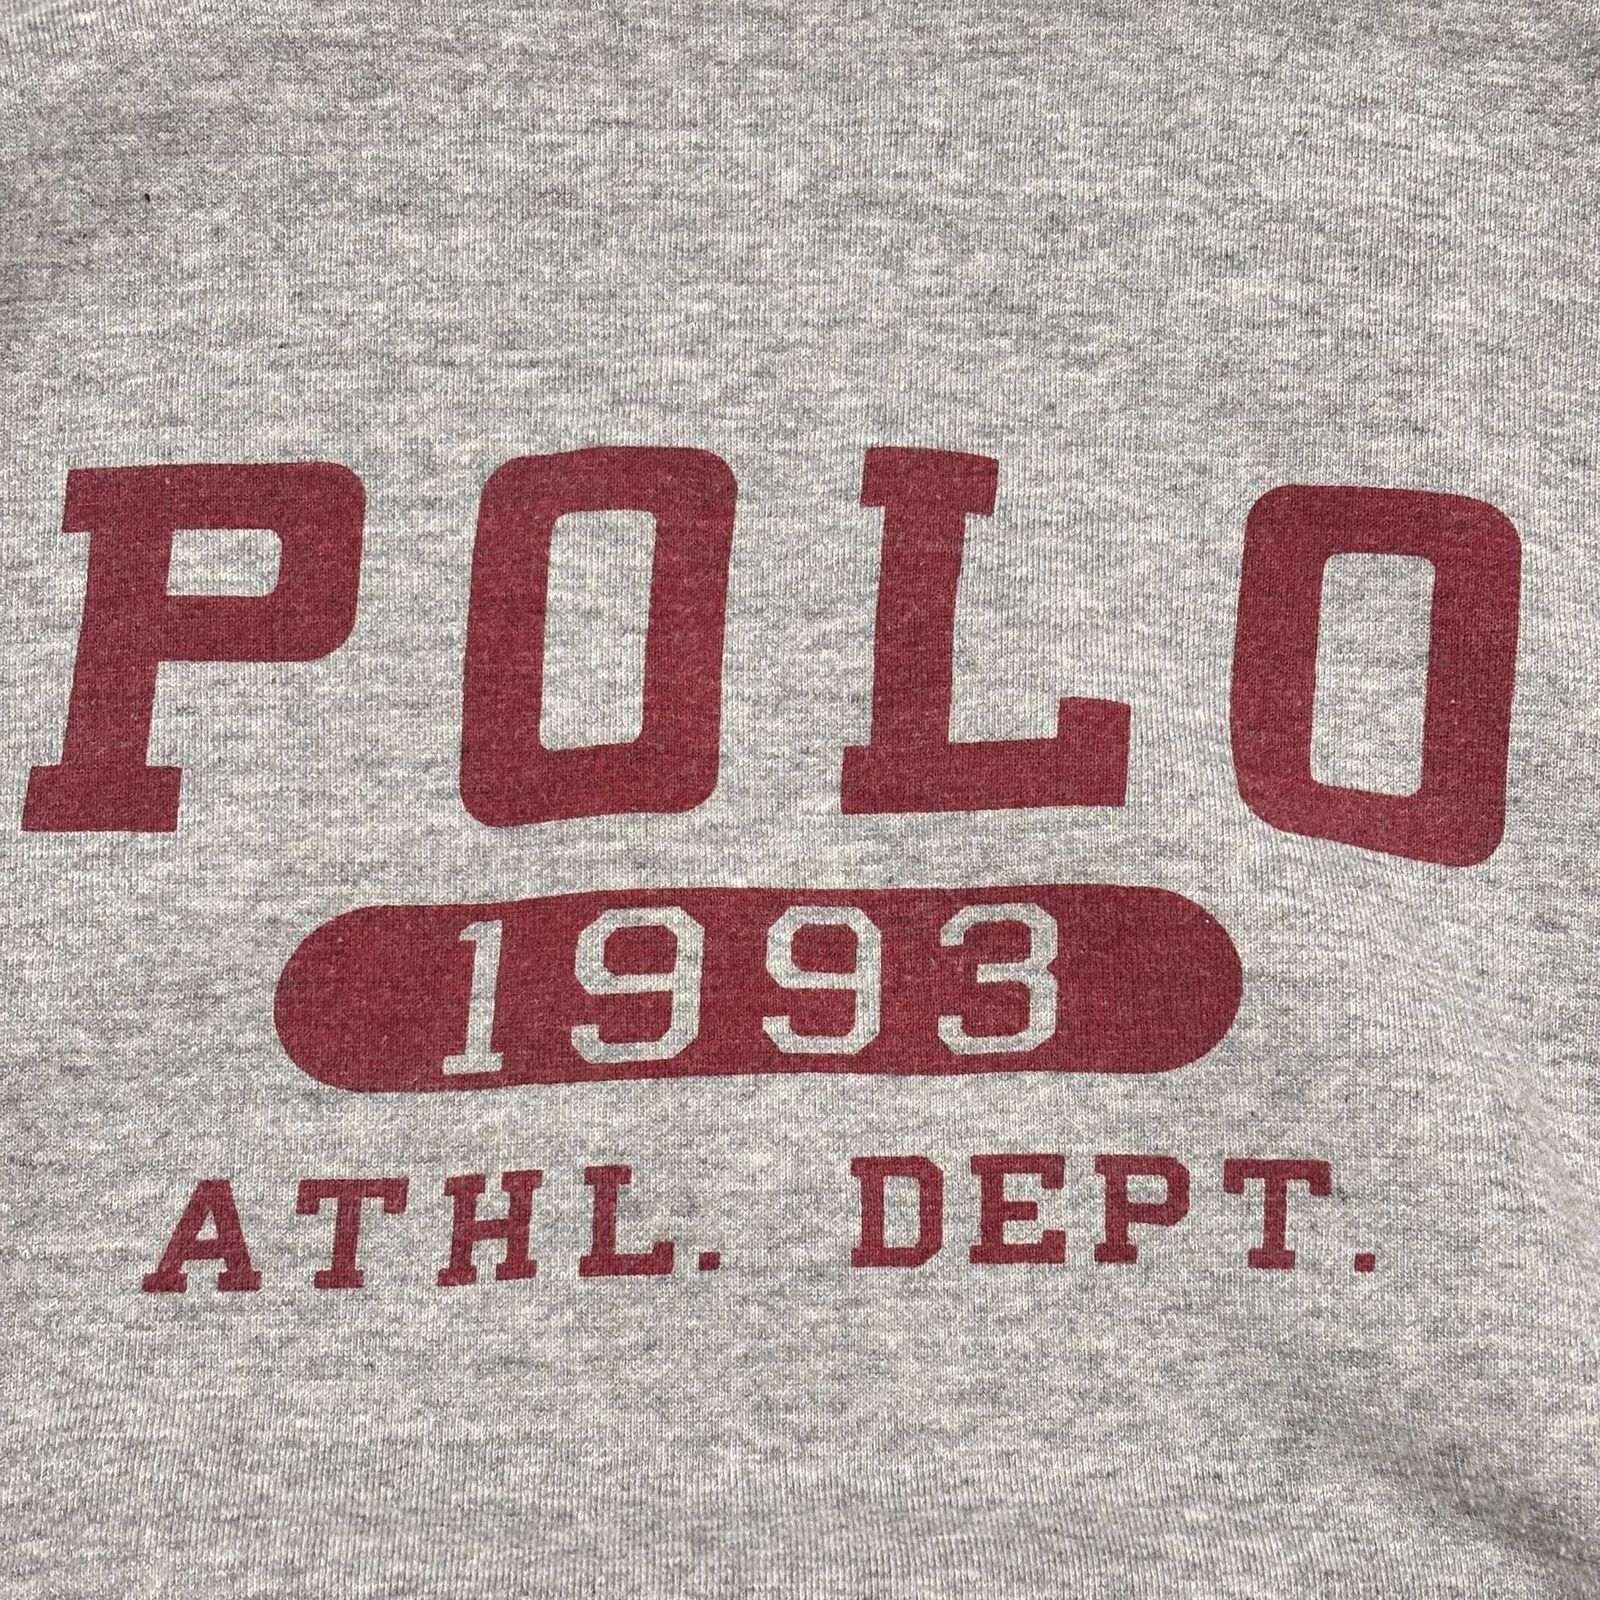 POLO
1993
ATHL. DEPT.